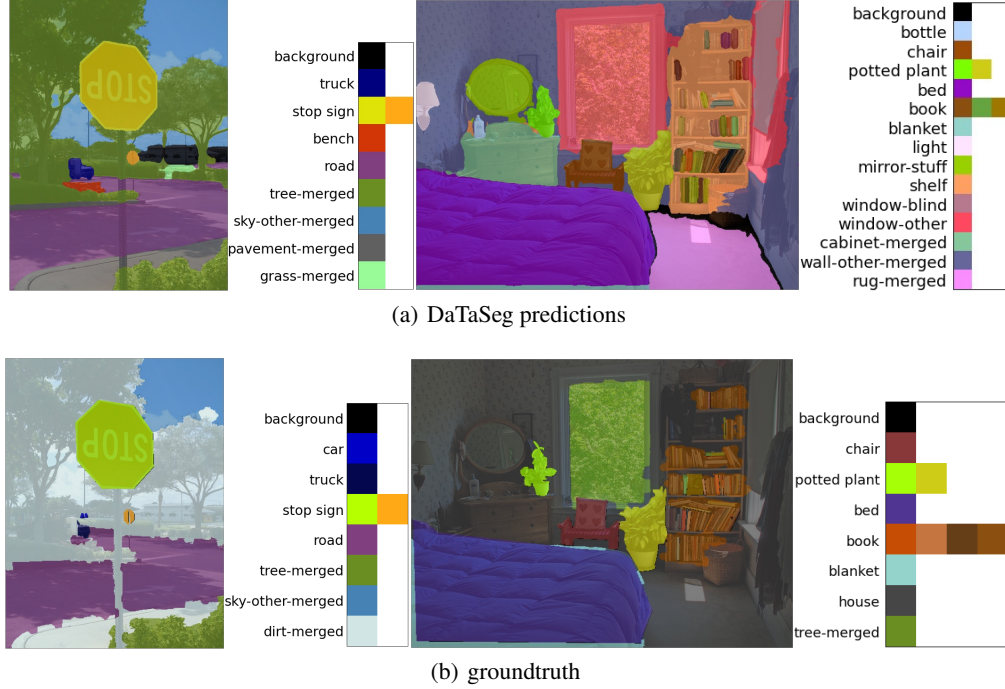 STOP
background
truck
stop sign
bench
road
tree-merged
sky-other-merged
pavement-merged
grass-merged
background
bottle
chair
potted plant
bed
book
blanket
light
mirror-stuff
shelf
window-blind
window-other
cabinet-merged
wall-other-merged
rug-merged
(a) DaTaSeg predictions
STOP
background
car
truck
stop sign
road
tree-merged
sky-other-merged
dirt-merged
background
chair
potted plant
bed
book
blanket
house
tree-merged
(b) groundtruth